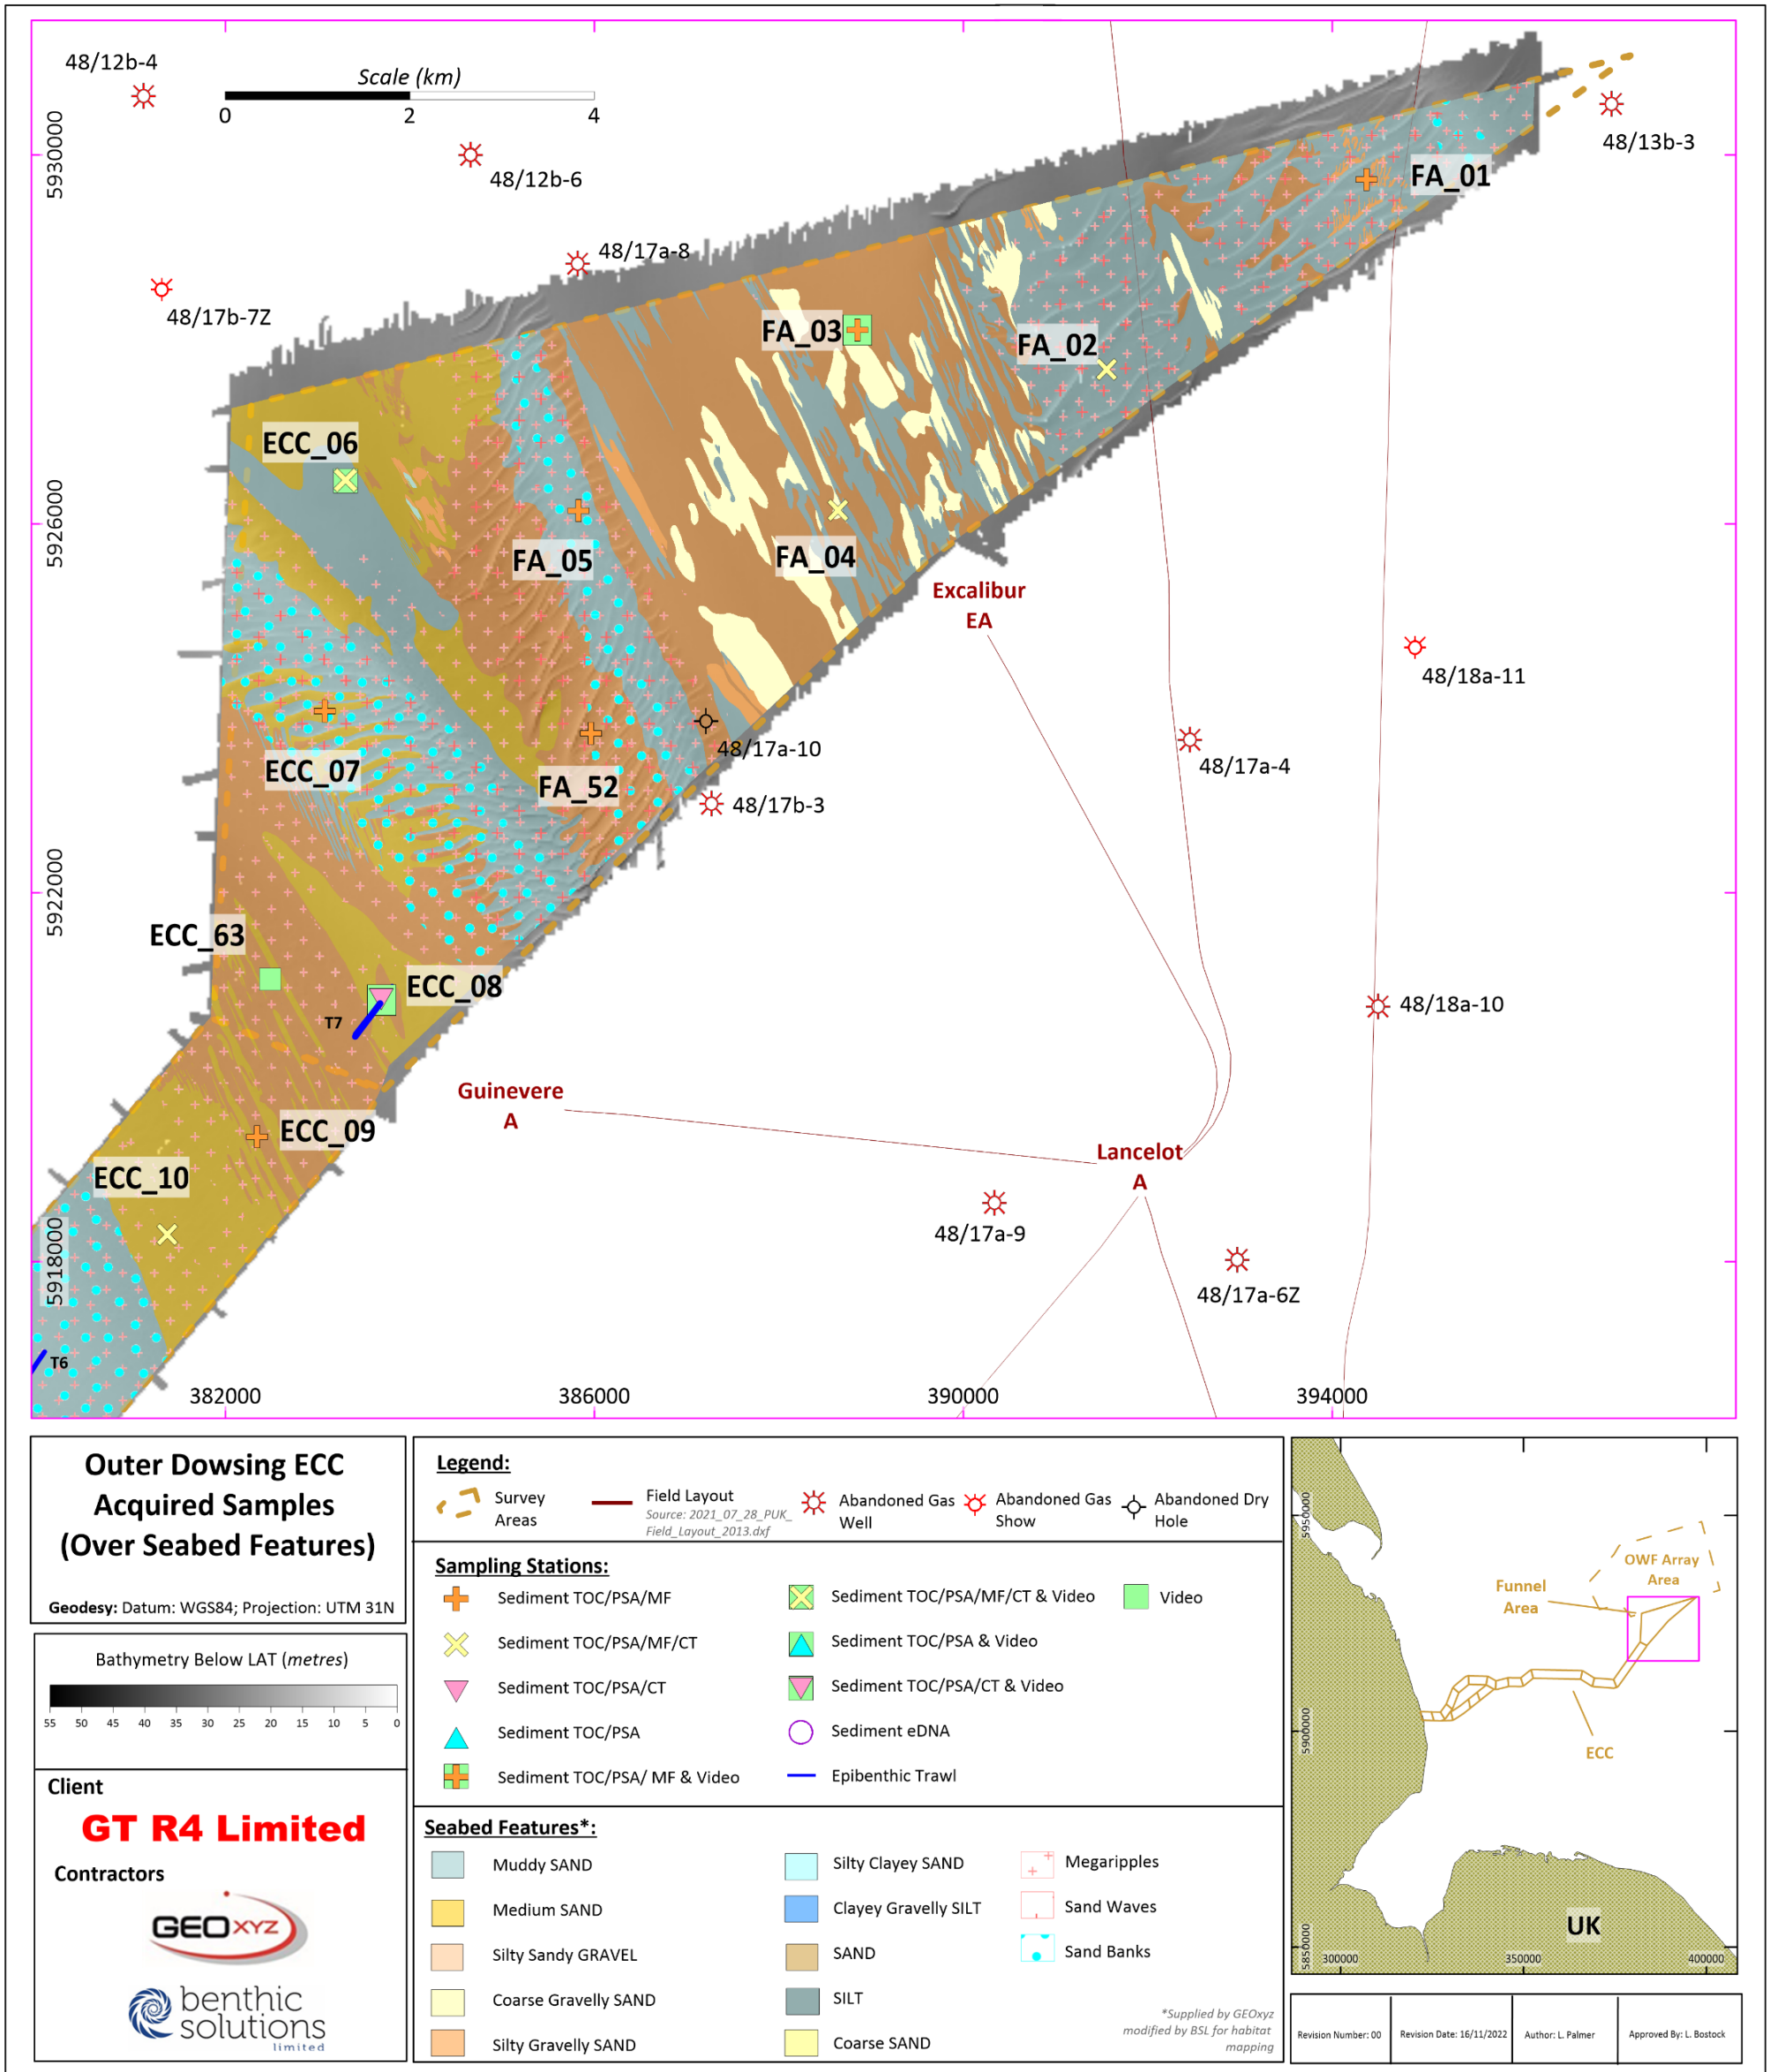 48/12b-4
Scale (km)
0 2 4
48/12b-6
48/13b-3
48/17a-8
48/17b-7Z
FA_01
FA_03
FA_02
ECC_06
FA_05
FA_04
Excalibur
EA
48/18a-11
48/17a-10
48/17a-4
ECC_07
FA_52
48/17b-3
ECC_63
ECC_08
T7
48/18a-10
Guinevere
A
ECC_09
Lancelot
A
ECC_10
48/17a-9
48/17a-6Z
T6
5930000
5926000
5922000
5918000
382000 386000 390000 394000
Outer Dowsing ECC
Acquired Samples
(Over Seabed Features)
Geodesy: Datum: WGS84; Projection: UTM 31N
Bathymetry Below LAT (metres)
55 50 45 40 35 30 25 20 15 10 5 0
Client
GT R4 Limited
Contractors
GEOXYZ
benthic
solutions
limited
Legend:
Survey
Areas
Field Layout
Source: 2021_07_28_PUK_
Field_Layout_2013.dxf
Abandoned Gas
Well
Abandoned Gas
Show
Abandoned Dry
Hole
Sampling Stations:
Sediment TOC/PSA/MF
Sediment TOC/PSA/MF/CT
Sediment TOC/PSA/CT
Sediment TOC/PSA
Sediment TOC/PSA/ MF & Video
Sediment TOC/PSA/MF/CT & Video
Sediment TOC/PSA & Video
Sediment TOC/PSA/CT & Video
Sediment eDNA
Epibenthic Trawl
Video
Seabed Features*:
Muddy SAND
Medium SAND
Silty Sandy GRAVEL
Coarse Gravelly SAND
Silty Gravelly SAND
Silty Clayey SAND
Clayey Gravelly SILT
SAND
SILT
Coarse SAND
Megaripples
Sand Waves
Sand Banks
*Supplied by GEOxyz
modified by BSL for habitat
mapping
OWF Array
Area
Funnel
Area
ECC
UK
5950000
5900000
5850000
300000 350000 400000
Revision Number: 00
Revision Date: 16/11/2022
Author: L. Palmer
Approved By: L. Bostock